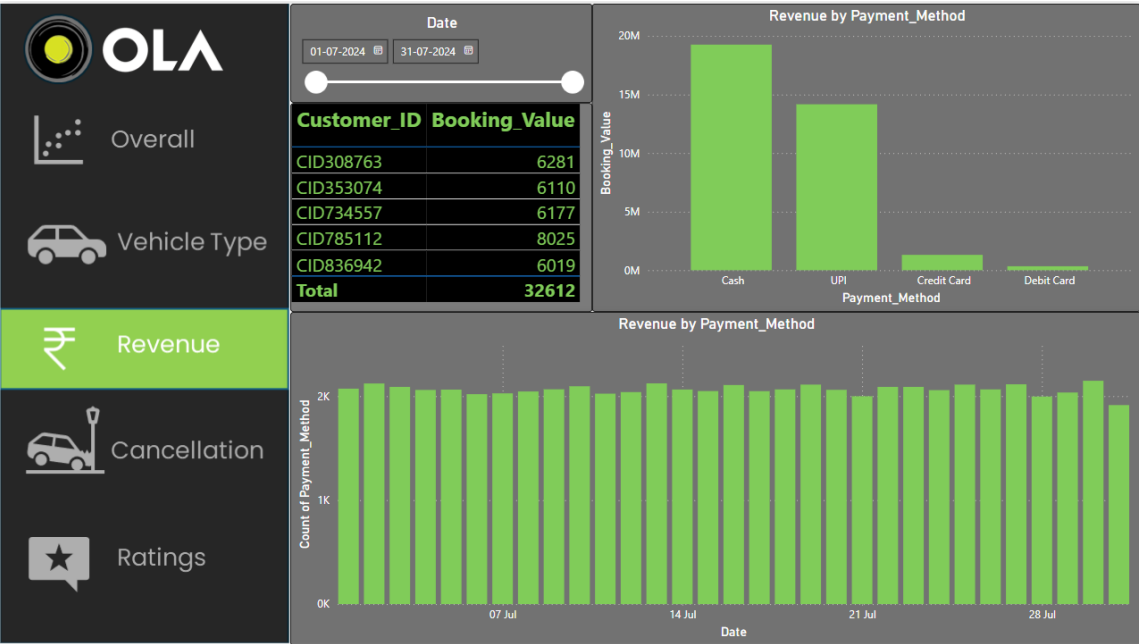 OLA
Overall
Vehicle Type
Revenue
Cancellation
Ratings
Date
01-07-2024 31-07-2024
Customer_ID Booking_Value
CID308763 6281
CID353074 6110
CID734557 6177
CID785112 8025
CID836942 6019
Total 32612
Revenue by Payment_Method
Booking_Value
20M
15M
10M
5M
0M
Cash UPI Credit Card Debit Card
Payment_Method
Revenue by Payment_Method
Count of Payment_Method
2K
1K
0K
07 Jul 14 Jul 21 Jul 28 Jul
Date